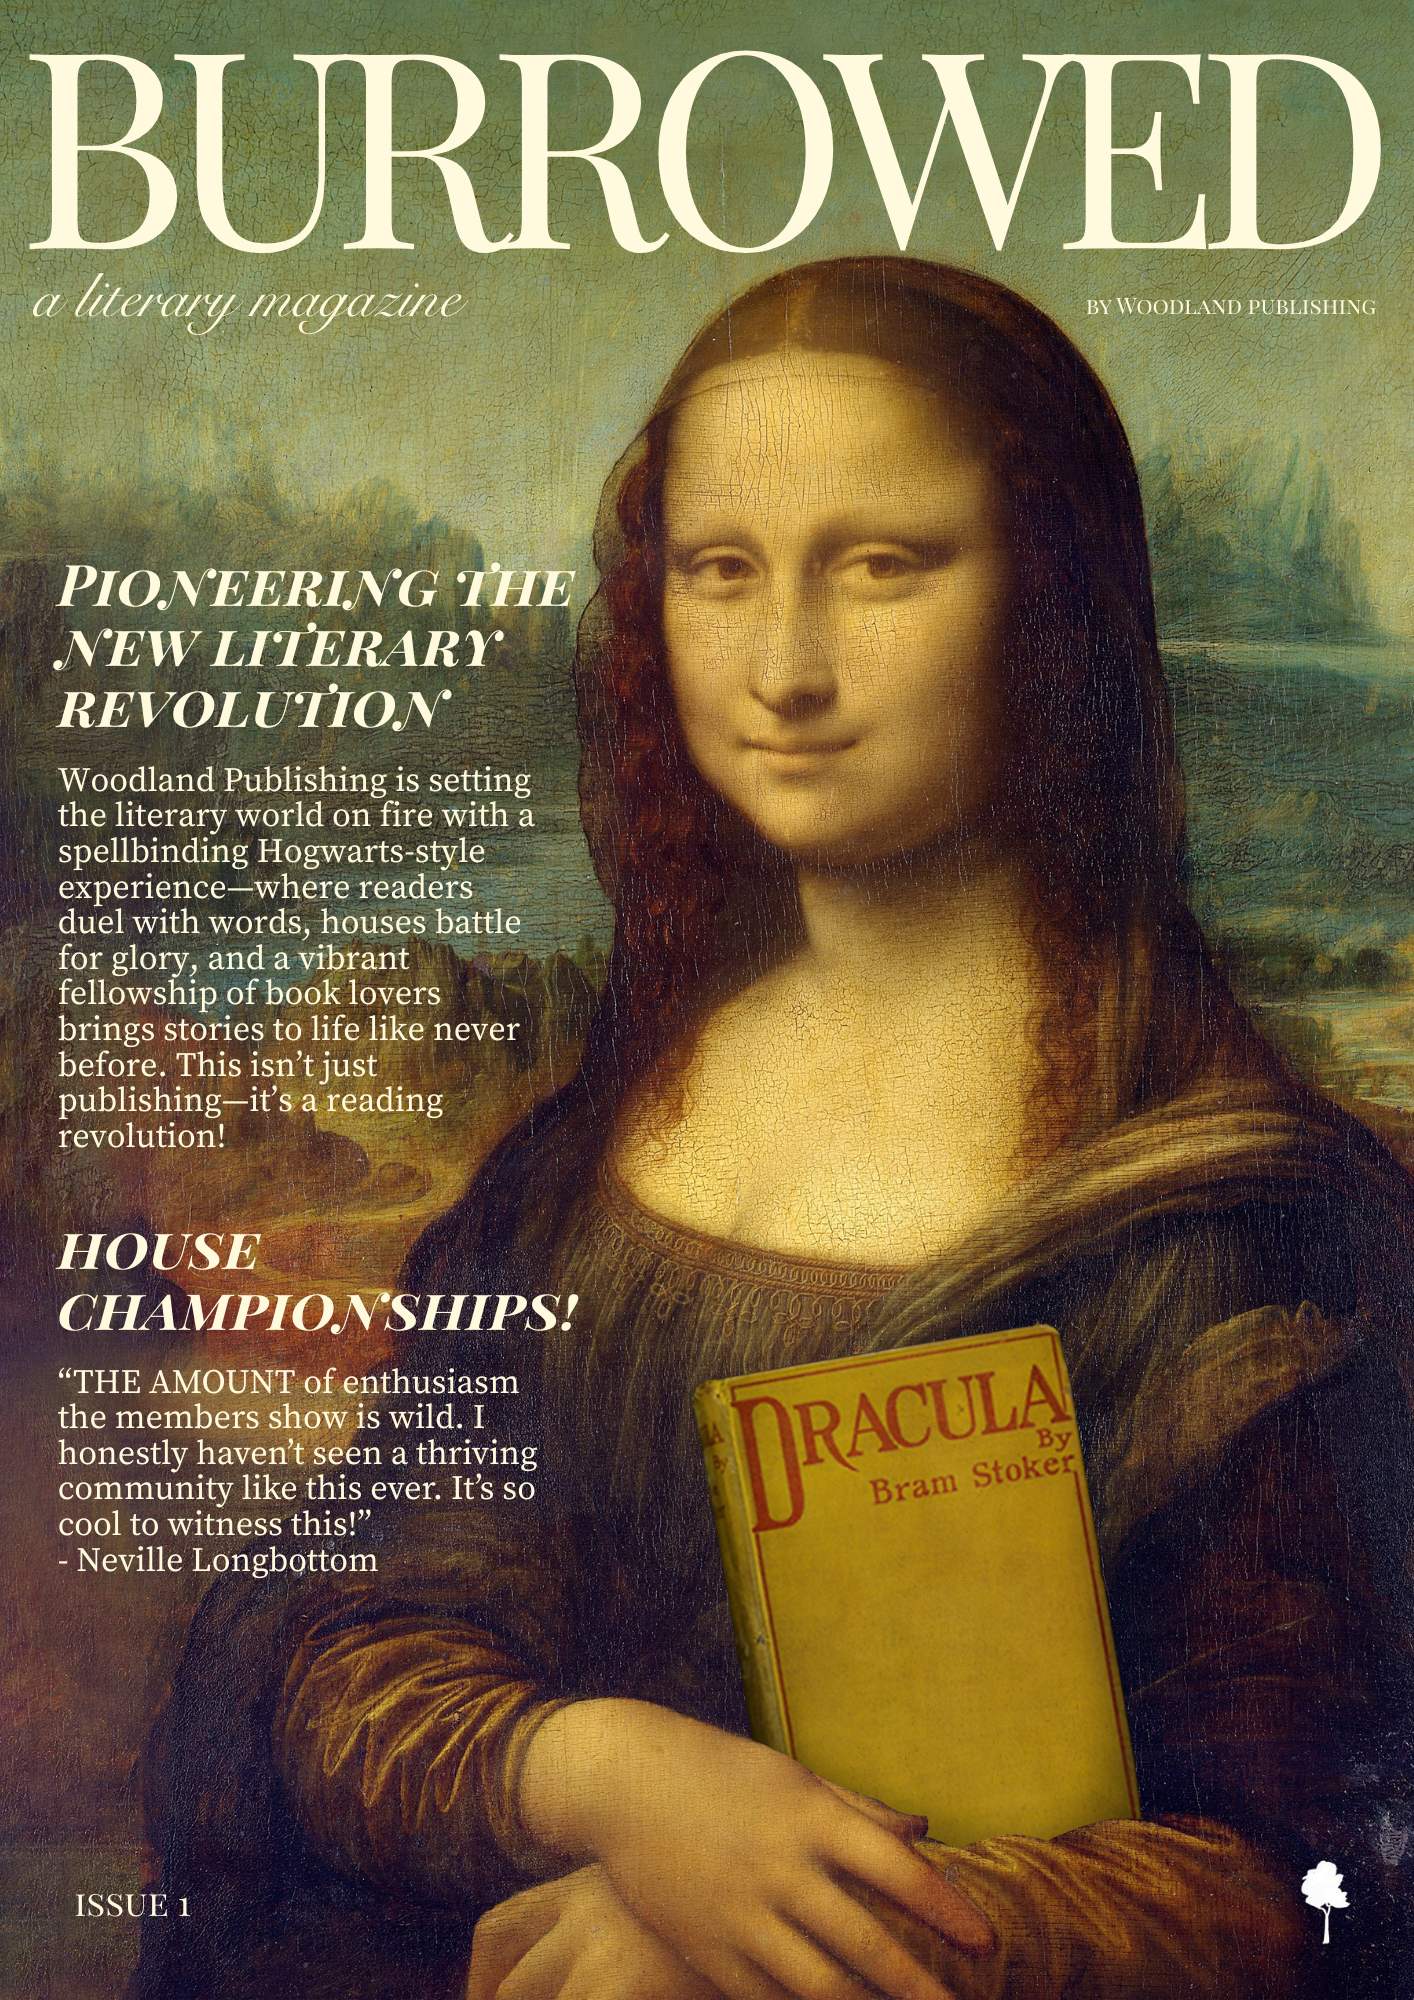 BURROWED
a literary magazine
BY WOODLAND PUBLISHING
PIONEERING THE
NEW LITERARY
REVOLUTION
Woodland Publishing is setting
the literary world on fire with a
spellbinding Hogwarts-style
experience—where readers
duel with words, houses battle
for glory, and a vibrant
fellowship of book lovers
brings stories to life like never
before. This isn’t just
publishing—it’s a reading
revolution!
HOUSE
CHAMPIONSHIPS!
“THE AMOUNT of enthusiasm
the members show is wild. I
honestly haven’t seen a thriving
community like this ever. It’s so
cool to witness this!”
- Neville Longbottom
DRACULA
By
Bram Stoker
ISSUE 1